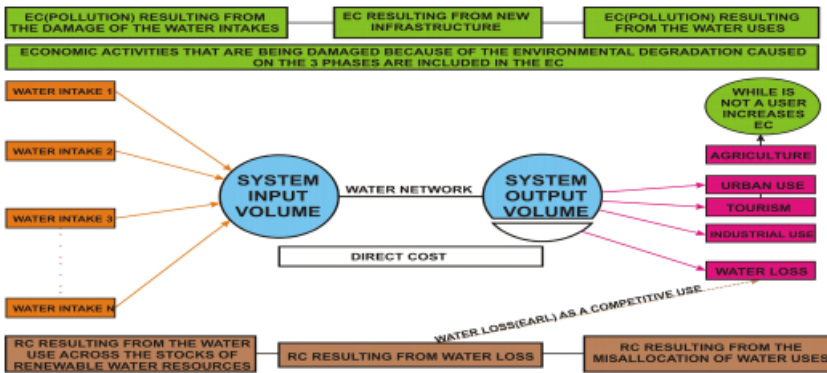 EC(POLLUTION) RESULTING FROM
THE DAMAGE OF THE WATER INTAKES
EC RESULTING FROM NEW
INFRASTRUCTURE
EC(POLLUTION) RESULTING
FROM THE WATER USES
ECONOMIC ACTIVITIES THAT ARE BEING DAMAGED BECAUSE OF THE ENVIRONMENTAL DEGRADATION CAUSED
ON THE 3 PHASES ARE INCLUDED IN THE EC
WATER INTAKE 1
WATER INTAKE 2
WATER INTAKE 3
WATER INTAKE N
SYSTEM
INPUT
VOLUME
WATER NETWORK
SYSTEM
OUTPUT
VOLUME
DIRECT COST
WHILE IS
NOT A USER
INCREASES
EC
AGRICULTURE
URBAN USE
TOURISM
INDUSTRIAL USE
WATER LOSS
WATER LOSS(EARL) AS A COMPETITIVE USE
RC RESULTING FROM THE WATER
USE ACROSS THE STOCKS OF
RENEWABLE WATER RESOURCES
RC RESULTING FROM WATER LOSS
RC RESULTING FROM THE
MISALLOCATION OF WATER USES